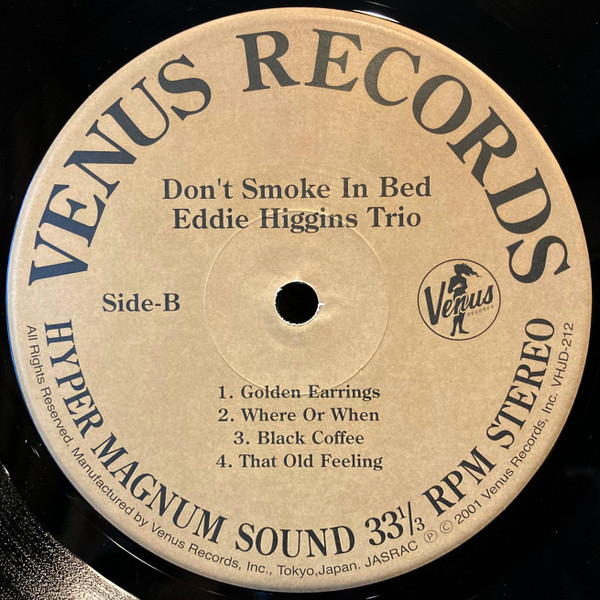 VENUS RECORDS
Don't Smoke In Bed
Eddie Higgins Trio
Side-B
Venus
RECORDS
1. Golden Earrings
2. Where Or When
3. Black Coffee
4. That Old Feeling
HYPER MAGNUM SOUND 33⅓ RPM STEREO
All Rights Reserved. Manufactured by Venus Records, Inc., Tokyo,Japan. JASRAC Ⓟ © 2001 Venus Records, Inc. VHJD-212